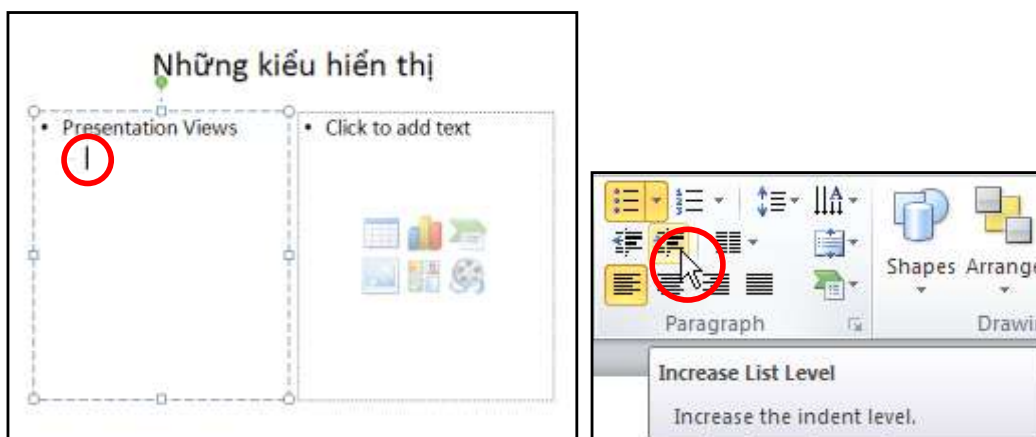 Những kiểu hiển thị
• Presentation Views
• Click to add text
Shapes Arrange
Paragraph
Drawi
Increase List Level
Increase the indent level.